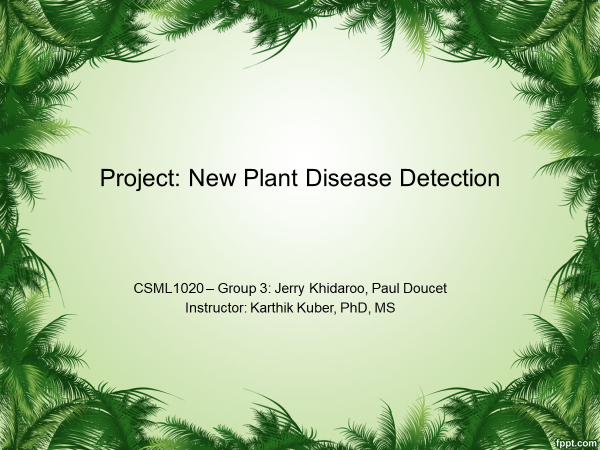 Project: New Plant Disease Detection
CSML1020 – Group 3: Jerry Khidaroo, Paul Doucet
Instructor: Karthik Kuber, PhD, MS
fppt.com